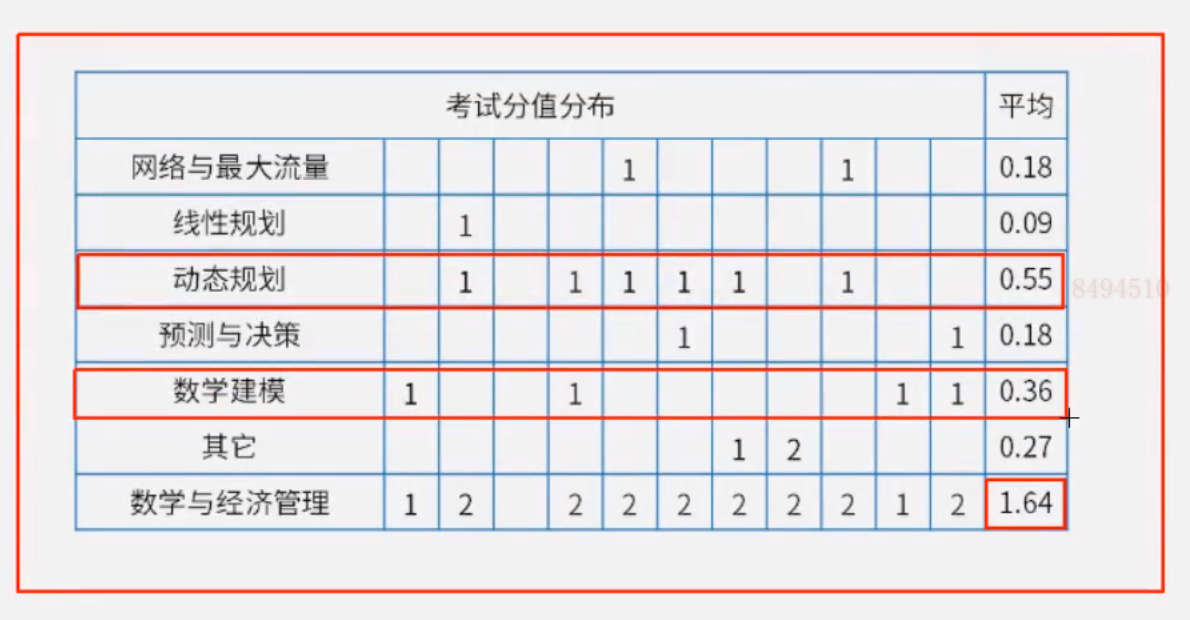 考试分值分布 平均
网络与最大流量 1 1 0.18
线性规划 1 0.09
动态规划 1 1 1 1 1 1 0.55
8494510
预测与决策 1 1 0.18
数学建模 1 1 1 1 0.36
其它 1 2 0.27
数学与经济管理 1 2 2 2 2 2 2 2 1 2 1.64